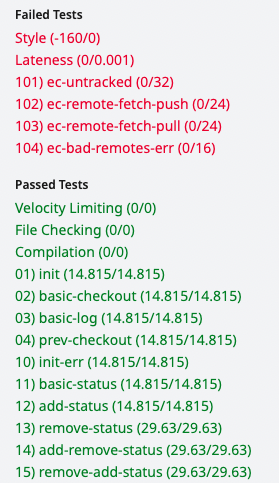 Failed Tests
Style (-160/0)
Lateness (0/0.001)
101) ec-untracked (0/32)
102) ec-remote-fetch-push (0/24)
103) ec-remote-fetch-pull (0/24)
104) ec-bad-remotes-err (0/16)
Passed Tests
Velocity Limiting (0/0)
File Checking (0/0)
Compilation (0/0)
01) init (14.815/14.815)
02) basic-checkout (14.815/14.815)
03) basic-log (14.815/14.815)
04) prev-checkout (14.815/14.815)
10) init-err (14.815/14.815)
11) basic-status (14.815/14.815)
12) add-status (14.815/14.815)
13) remove-status (29.63/29.63)
14) add-remove-status (29.63/29.63)
15) remove-add-status (29.63/29.63)